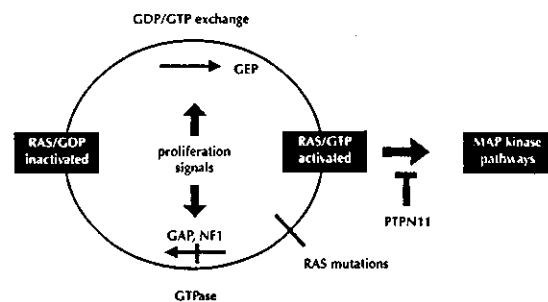 GDP/GTP exchange
GEP
RAS/GDP
inactivated
proliferation
signals
RAS/GTP
activated
MAP kinase
pathways
PTPN11
GAP, NF1
RAS mutations
GTPase